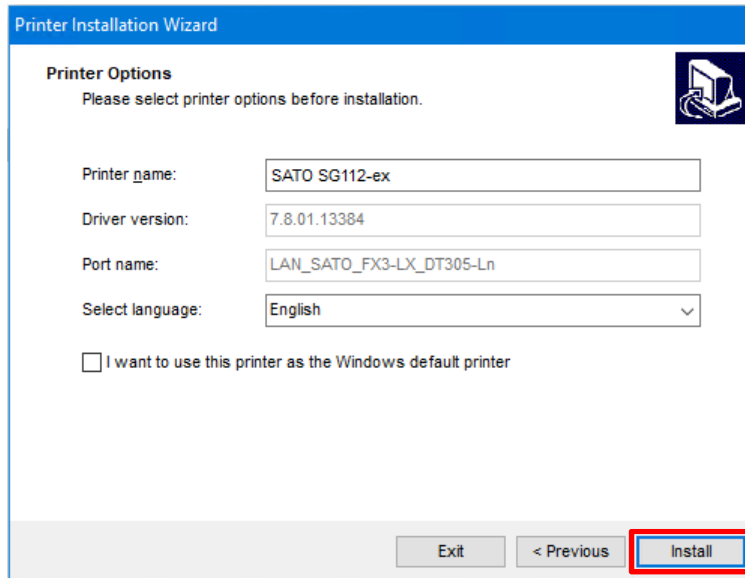 Printer Installation Wizard
Printer Options
Please select printer options before installation.
Printer name: SATO SG112-ex
Driver version: 7.8.01.13384
Port name: LAN_SATO_FX3-LX_DT305-Ln
Select language: English
I want to use this printer as the Windows default printer
Exit < Previous Install